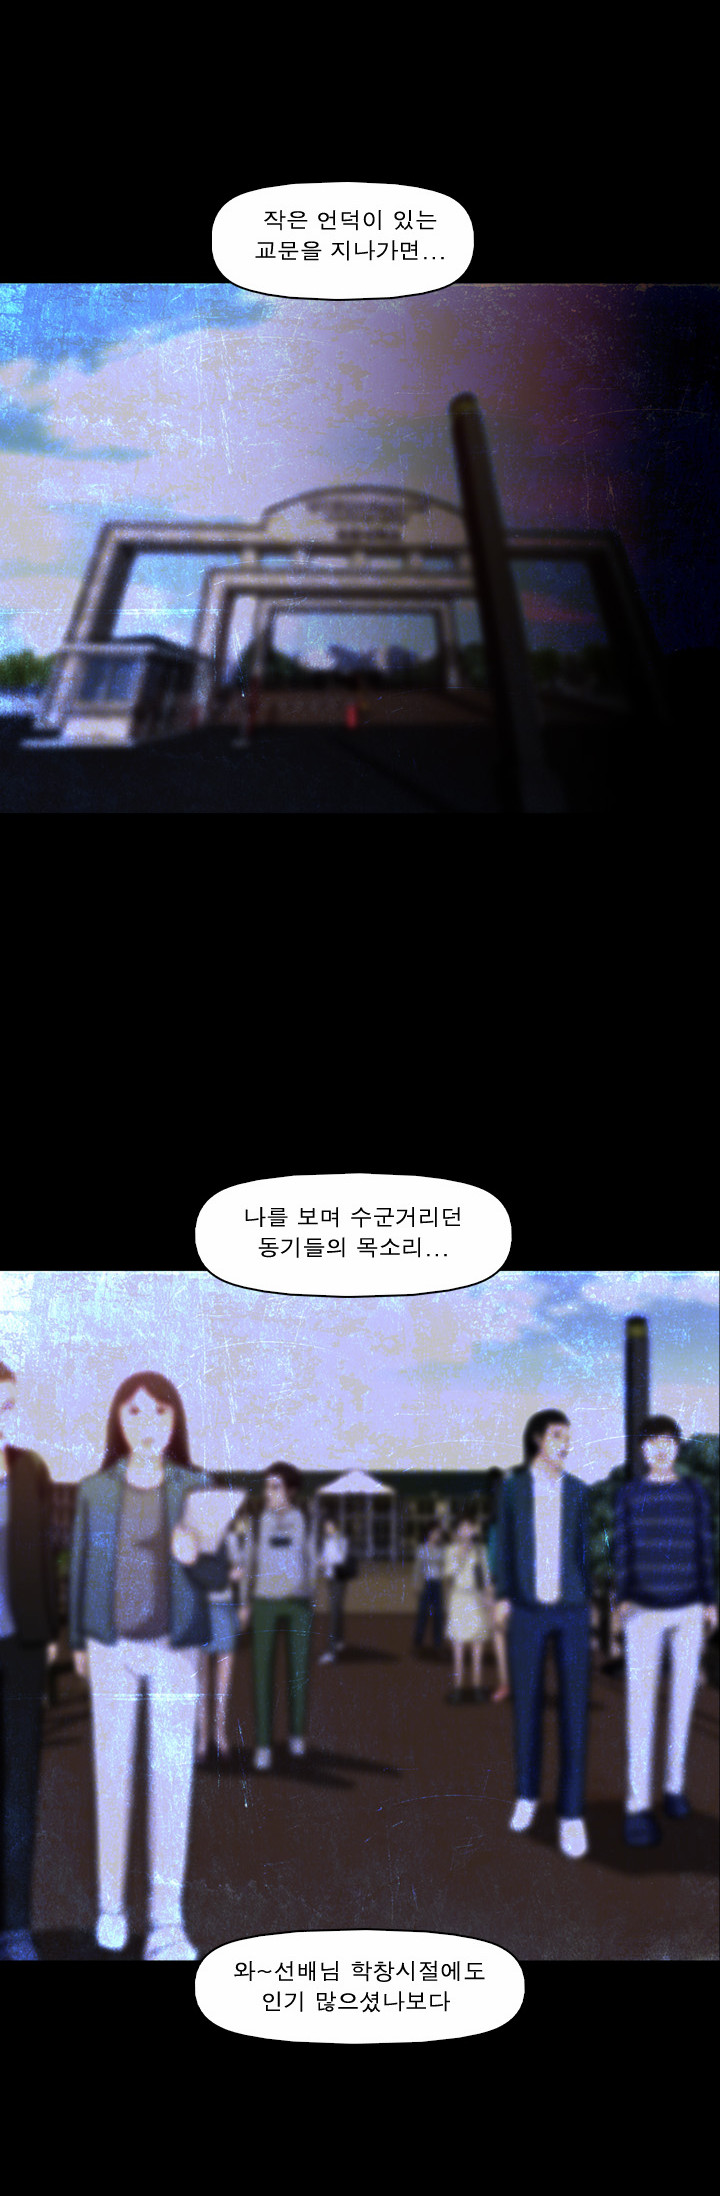 작은 언덕이 있는
교문을 지나가면...
나를 보며 수군거리던
동기들의 목소리...
와~선배님 학창시절에도
인기 많으셨나보다